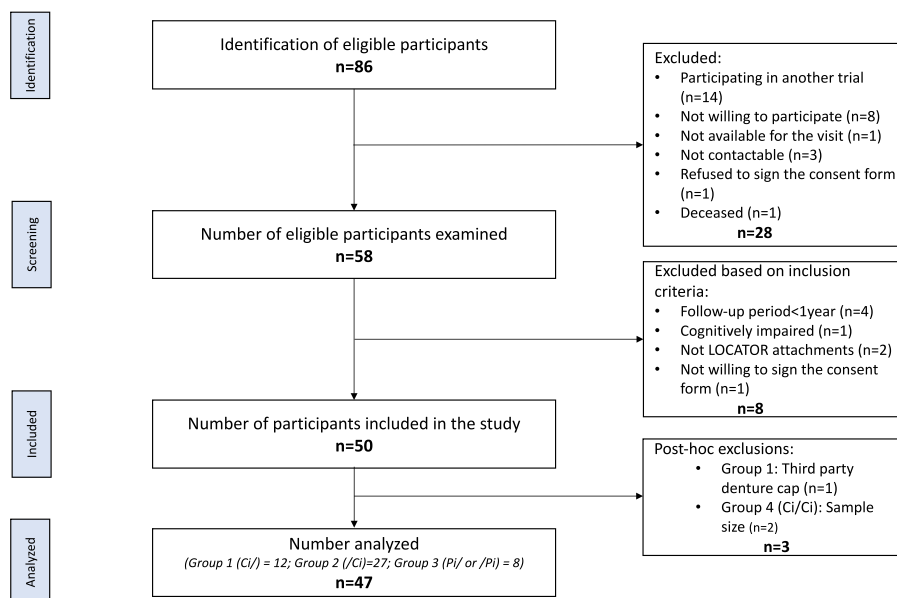 Identification
Identification of eligible participants
n=86
Excluded:
• Participating in another trial
(n=14)
• Not willing to participate (n=8)
• Not available for the visit (n=1)
• Not contactable (n=3)
• Refused to sign the consent form
(n=1)
• Deceased (n=1)
n=28
Screening
Number of eligible participants examined
n=58
Excluded based on inclusion
criteria:
• Follow-up period<1year (n=4)
• Cognitively impaired (n=1)
• Not LOCATOR attachments (n=2)
• Not willing to sign the consent
form (n=1)
n=8
Included
Number of participants included in the study
n=50
Post-hoc exclusions:
• Group 1: Third party
denture cap (n=1)
• Group 4 (Ci/Ci): Sample
size (n=2)
n=3
Analyzed
Number analyzed
(Group 1 (Ci/) = 12; Group 2 (/Ci)=27; Group 3 (Pi/ or /Pi) = 8)
n=47